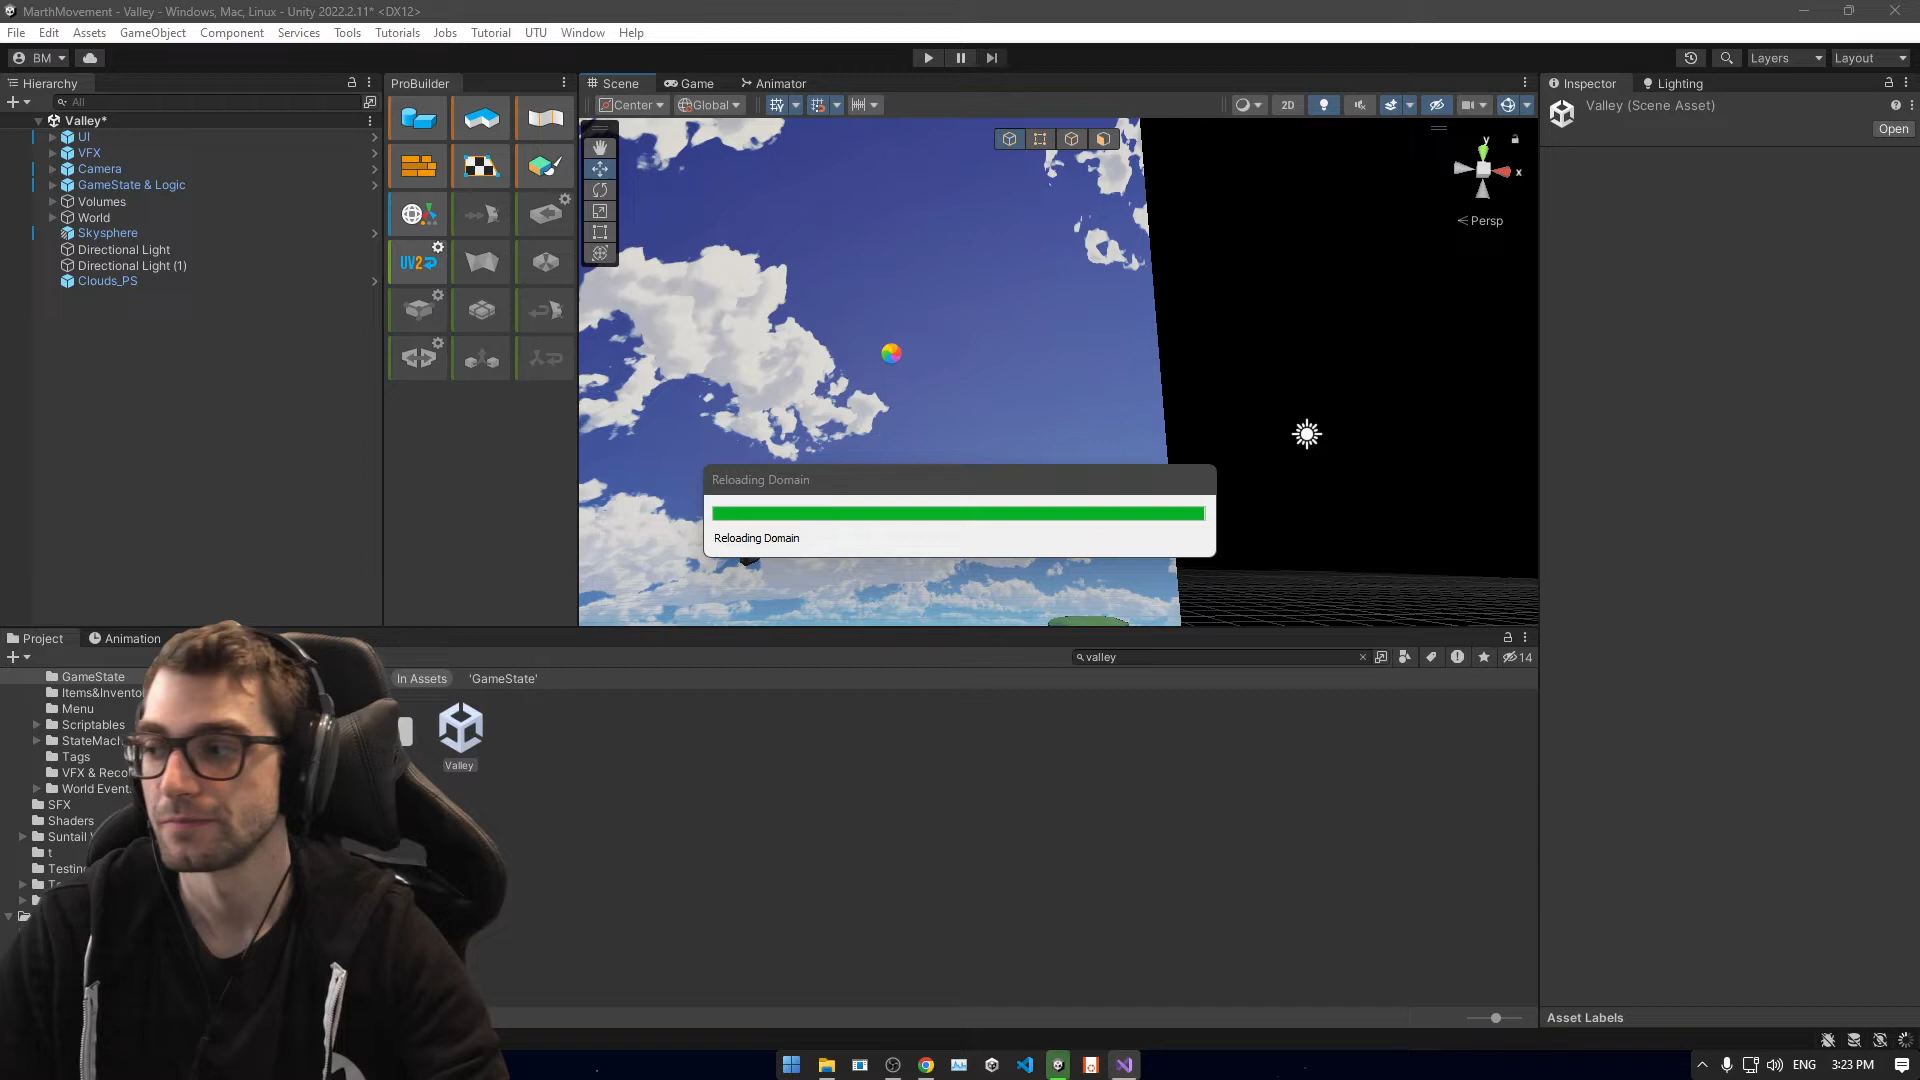 MarthMovement - Valley - Windows, Mac, Linux - Unity 2022.2.11* <DX12>
File Edit Assets GameObject Component Services Tools Tutorials Jobs Tutorial UTU Window Help
BM
Layers Layout
Hierarchy
ProBuilder
Scene Game Animator
Inspector Lighting
All
Center Global
2D
Valley (Scene Asset)
Open
Valley*
UI
VFX
Camera
GameState & Logic
Volumes
World
Skysphere
Directional Light
Directional Light (1)
Clouds_PS
UV2
y
x
Persp
Reloading Domain
Reloading Domain
Project Animation
valley
14
In Assets 'GameState'
GameState
Menu
Scriptables
Tags
VFX &
SFX
Shaders
Suntail
t
World
Valley
Asset Labels
ENG 3:23 PM